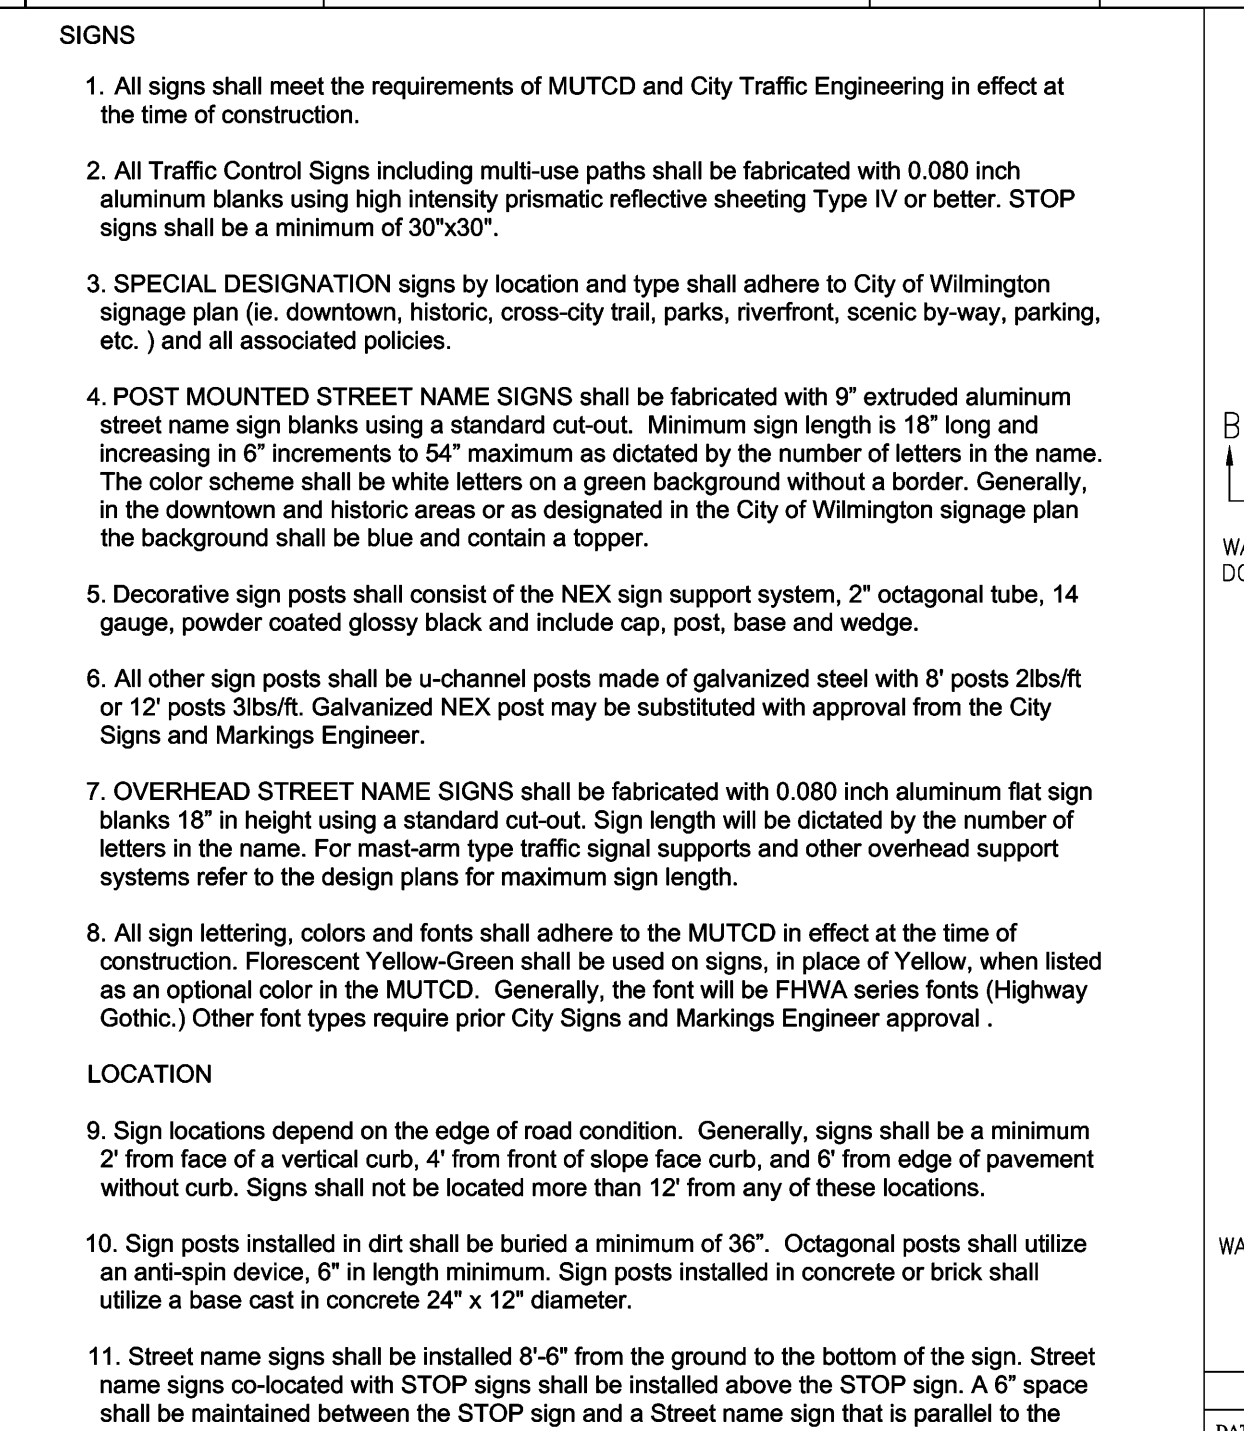 SIGNS
1. All signs shall meet the requirements of MUTCD and City Traffic Engineering in effect at
the time of construction.
2. All Traffic Control Signs including multi-use paths shall be fabricated with 0.080 inch
aluminum blanks using high intensity prismatic reflective sheeting Type IV or better. STOP
signs shall be a minimum of 30"x30".
3. SPECIAL DESIGNATION signs by location and type shall adhere to City of Wilmington
signage plan (ie. downtown, historic, cross-city trail, parks, riverfront, scenic by-way, parking,
etc. ) and all associated policies.
4. POST MOUNTED STREET NAME SIGNS shall be fabricated with 9” extruded aluminum
street name sign blanks using a standard cut-out.  Minimum sign length is 18” long and
increasing in 6” increments to 54” maximum as dictated by the number of letters in the name.
The color scheme shall be white letters on a green background without a border. Generally,
in the downtown and historic areas or as designated in the City of Wilmington signage plan
the background shall be blue and contain a topper.
5. Decorative sign posts shall consist of the NEX sign support system, 2" octagonal tube, 14
gauge, powder coated glossy black and include cap, post, base and wedge.
6. All other sign posts shall be u-channel posts made of galvanized steel with 8' posts 2lbs/ft
or 12' posts 3lbs/ft. Galvanized NEX post may be substituted with approval from the City
Signs and Markings Engineer.
7. OVERHEAD STREET NAME SIGNS shall be fabricated with 0.080 inch aluminum flat sign
blanks 18” in height using a standard cut-out. Sign length will be dictated by the number of
letters in the name. For mast-arm type traffic signal supports and other overhead support
systems refer to the design plans for maximum sign length.
8. All sign lettering, colors and fonts shall adhere to the MUTCD in effect at the time of
construction. Florescent Yellow-Green shall be used on signs, in place of Yellow, when listed
as an optional color in the MUTCD.  Generally, the font will be FHWA series fonts (Highway
Gothic.) Other font types require prior City Signs and Markings Engineer approval .
LOCATION
9. Sign locations depend on the edge of road condition.  Generally, signs shall be a minimum
2' from face of a vertical curb, 4' from front of slope face curb, and 6' from edge of pavement
without curb. Signs shall not be located more than 12' from any of these locations.
10. Sign posts installed in dirt shall be buried a minimum of 36”.  Octagonal posts shall utilize
an anti-spin device, 6" in length minimum. Sign posts installed in concrete or brick shall
utilize a base cast in concrete 24" x 12" diameter.
11. Street name signs shall be installed 8'-6" from the ground to the bottom of the sign. Street
name signs co-located with STOP signs shall be installed above the STOP sign. A 6” space
shall be maintained between the STOP sign and a Street name sign that is parallel to the
B